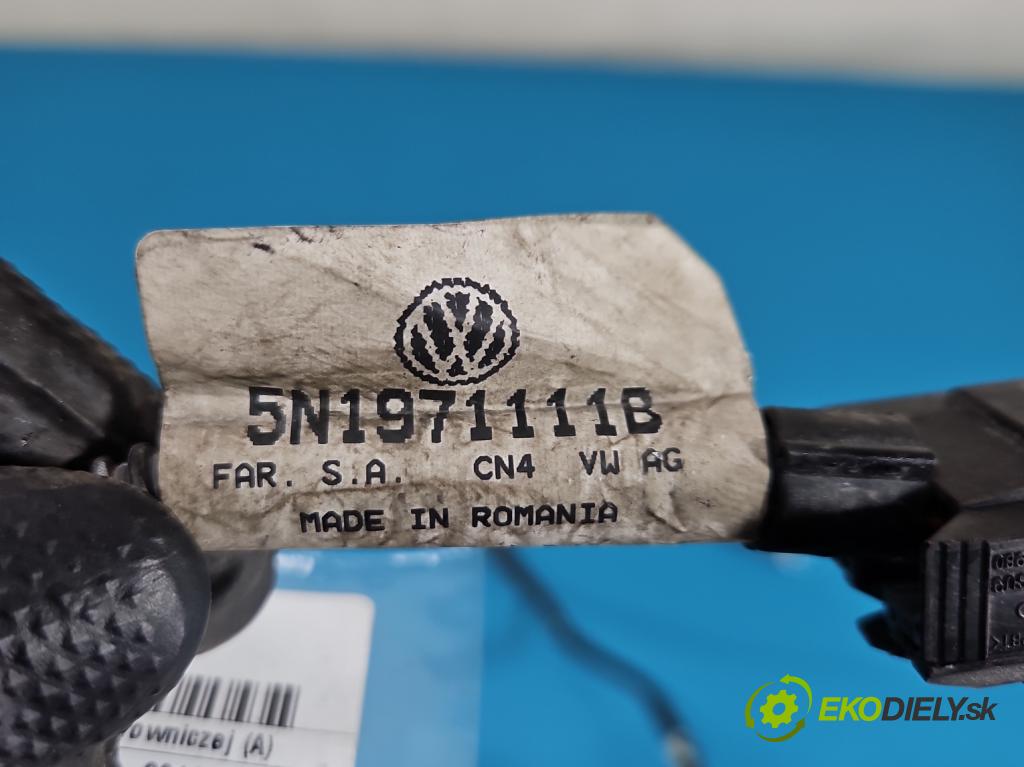 5N1971111B
FAR. S.A. CN4 VW AG
MADE IN ROMANIA
(A)
EKODIELY.sk